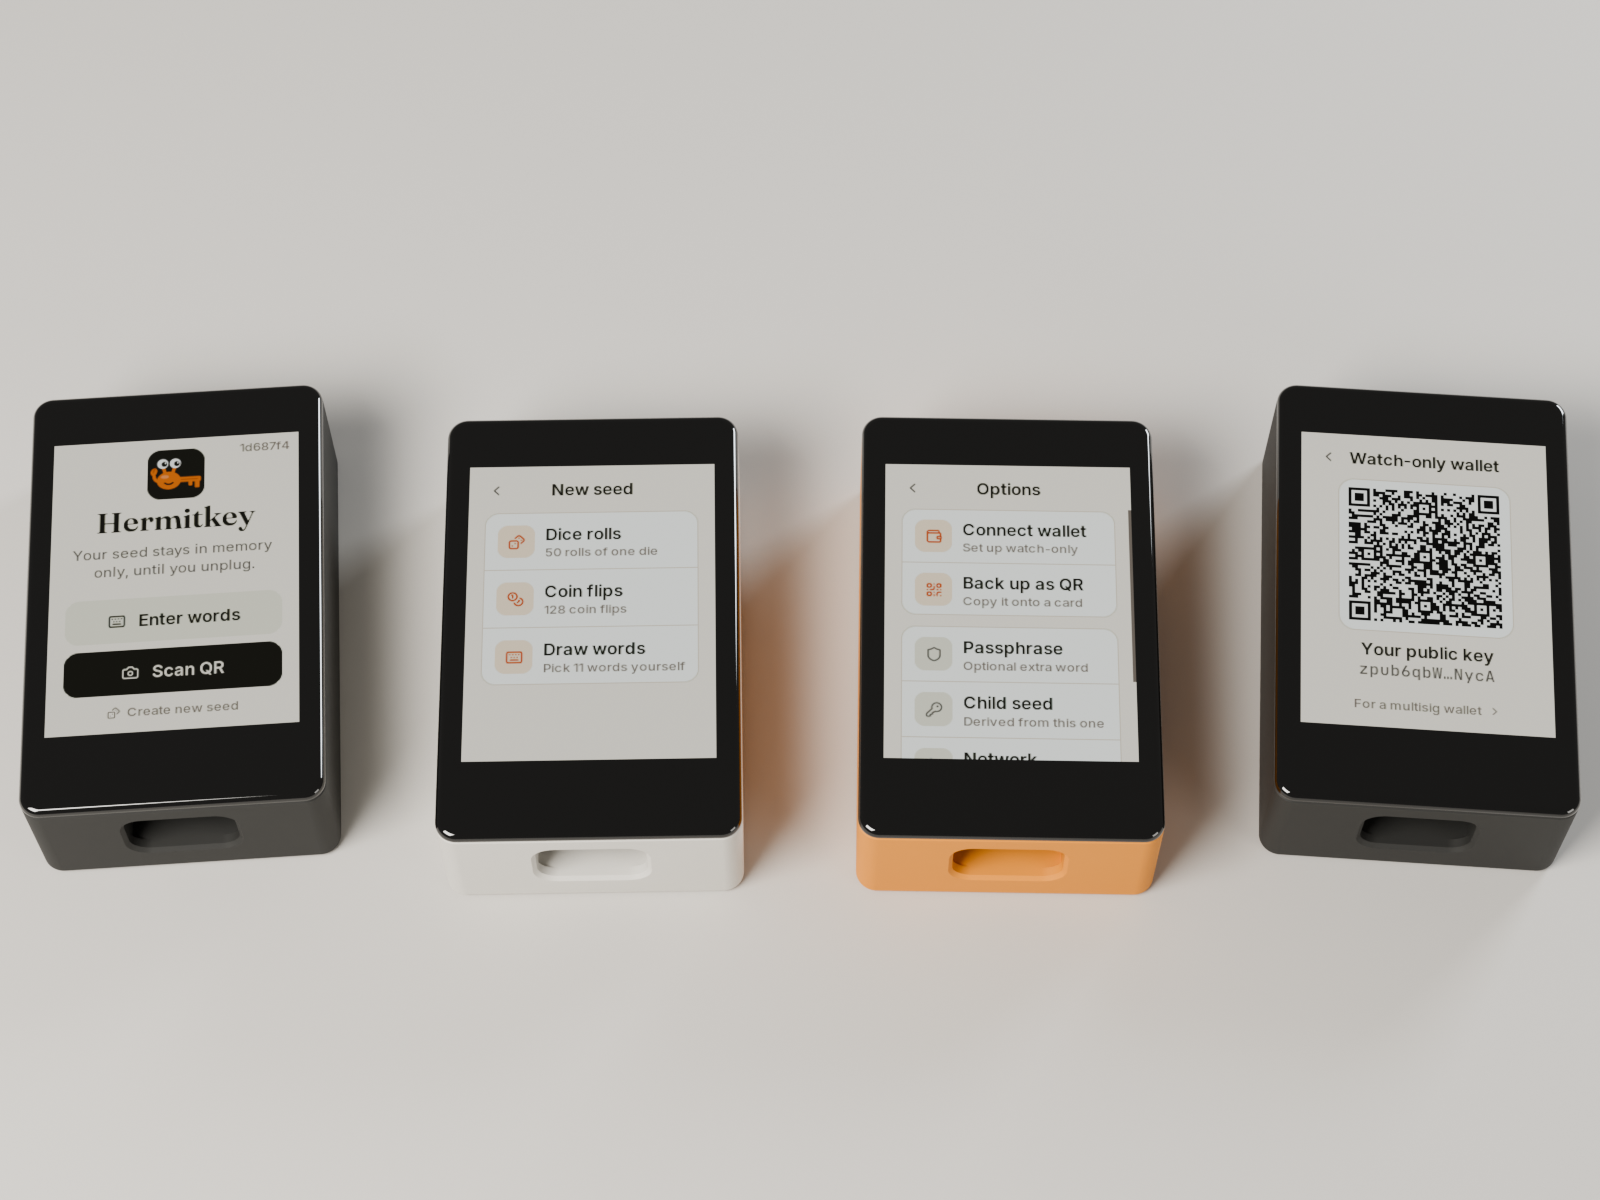 1d687f4
Hermitkey
Your seed stays in memory
only, until you unplug.
Enter words
Scan QR
Create new seed
New seed
Dice rolls
50 rolls of one die
Coin flips
128 coin flips
Draw words
Pick 11 words yourself
Options
Connect wallet
Set up watch-only
Back up as QR
Copy it onto a card
Passphrase
Optional extra word
Child seed
Derived from this one
Network
Watch-only wallet
Your public key
zpub6qbW…NycA
For a multisig wallet